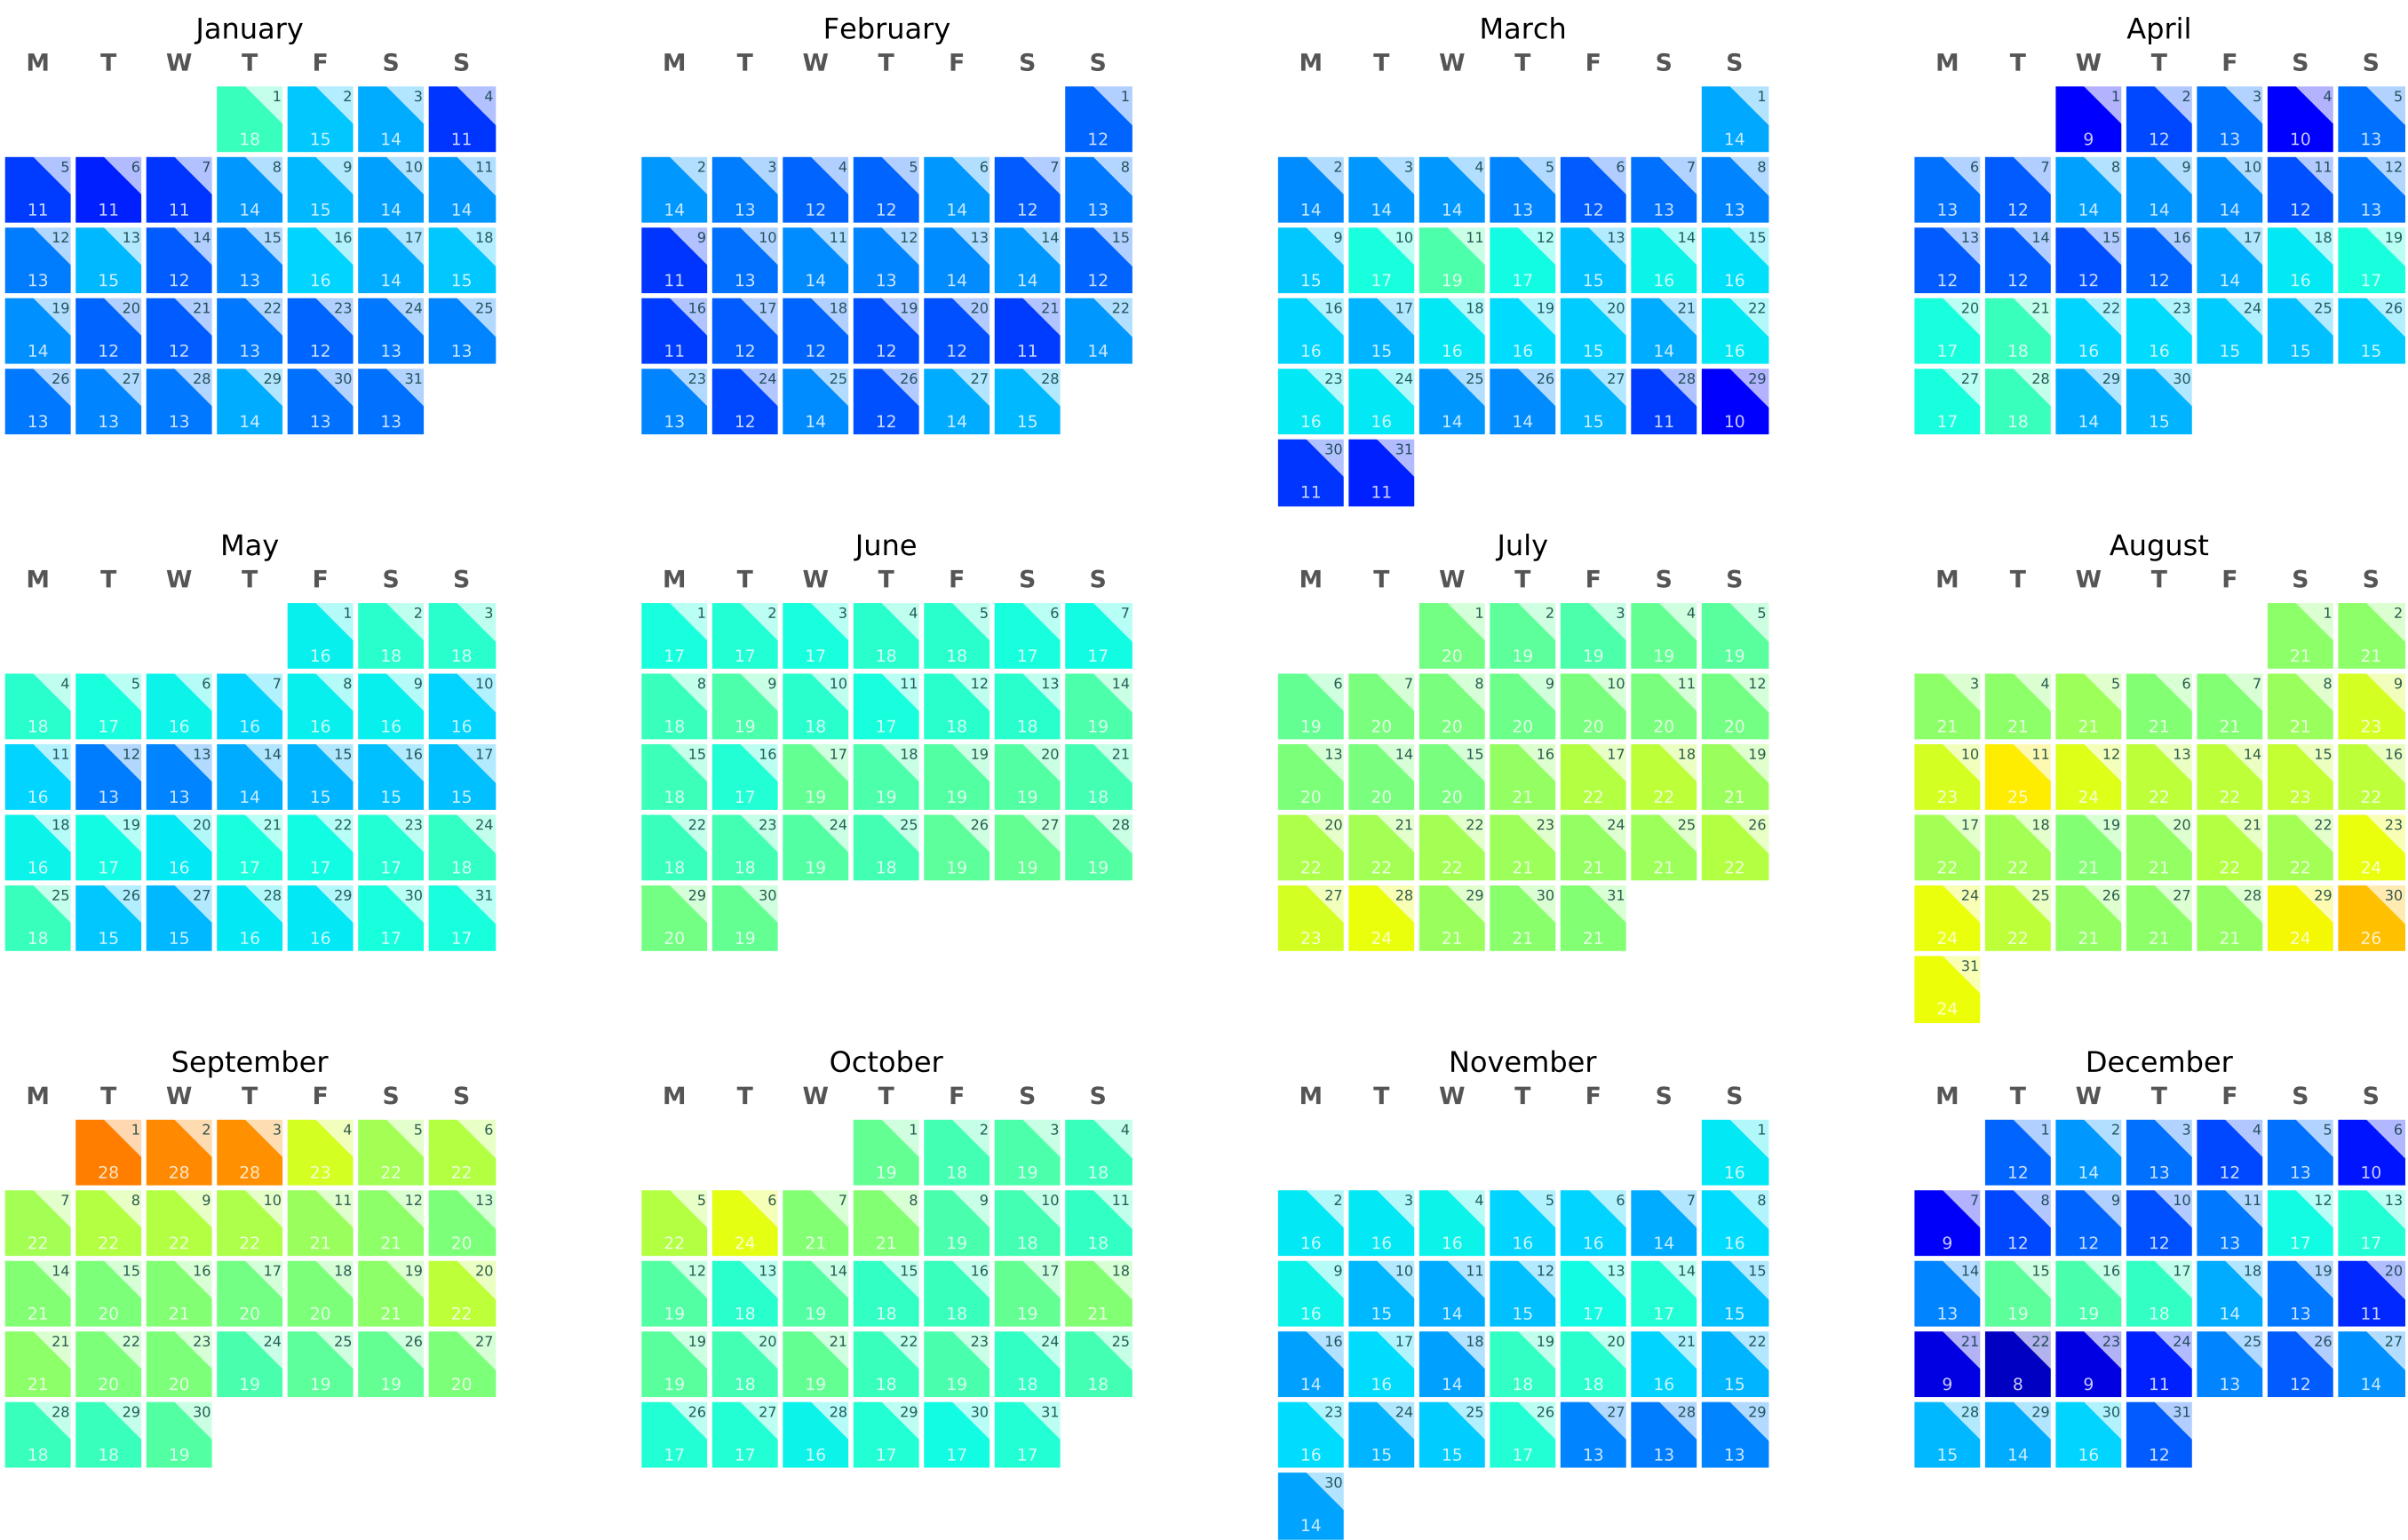 January February March April
M T W T F S S M T W T F S S M T W T F S S M T W T F S S
1 2 3 4 1 1 1 2 3 4 5
18 15 14 11 12 14 9 12 13 10 13
5 6 7 8 9 10 11 2 3 4 5 6 7 8 2 3 4 5 6 7 8 6 7 8 9 10 11 12
11 11 11 14 15 14 14 14 13 12 12 14 12 13 14 14 14 13 12 13 13 13 12 14 14 14 12 13
12 13 14 15 16 17 18 9 10 11 12 13 14 15 9 10 11 12 13 14 15 13 14 15 16 17 18 19
13 15 12 13 16 14 15 11 13 14 13 14 14 12 15 17 19 17 15 16 16 12 12 12 12 14 16 17
19 20 21 22 23 24 25 16 17 18 19 20 21 22 16 17 18 19 20 21 22 20 21 22 23 24 25 26
14 12 12 13 12 13 13 11 12 12 12 12 11 14 16 15 16 16 15 14 16 17 18 16 16 15 15 15
26 27 28 29 30 31 23 24 25 26 27 28 23 24 25 26 27 28 29 27 28 29 30
13 13 13 14 13 13 13 12 14 12 14 15 16 16 14 14 15 11 10 17 18 14 15
30 31
11 11
May June July August
M T W T F S S M T W T F S S M T W T F S S M T W T F S S
1 2 3 1 2 3 4 5 6 7 1 2 3 4 5 1 2
16 18 18 17 17 17 18 18 17 17 20 19 19 19 19 21 21
4 5 6 7 8 9 10 8 9 10 11 12 13 14 6 7 8 9 10 11 12 3 4 5 6 7 8 9
18 17 16 16 16 16 16 18 19 18 17 18 18 19 19 20 20 20 20 20 20 21 21 21 21 21 21 23
11 12 13 14 15 16 17 15 16 17 18 19 20 21 13 14 15 16 17 18 19 10 11 12 13 14 15 16
16 13 13 14 15 15 15 18 17 19 19 19 19 18 20 20 20 21 22 22 21 23 25 24 22 22 23 22
18 19 20 21 22 23 24 22 23 24 25 26 27 28 20 21 22 23 24 25 26 17 18 19 20 21 22 23
16 17 16 17 17 17 18 18 18 19 18 19 19 19 22 22 22 21 21 21 22 22 22 21 21 22 22 24
25 26 27 28 29 30 31 29 30 27 28 29 30 31 24 25 26 27 28 29 30
18 15 15 16 16 17 17 20 19 23 24 21 21 21 24 22 21 21 21 24 26
31
24
September October November December
M T W T F S S M T W T F S S M T W T F S S M T W T F S S
1 2 3 4 5 6 1 2 3 4 1 1 2 3 4 5 6
28 28 28 23 22 22 19 18 19 18 16 12 14 13 12 13 10
7 8 9 10 11 12 13 5 6 7 8 9 10 11 2 3 4 5 6 7 8 7 8 9 10 11 12 13
22 22 22 22 21 21 20 22 24 21 21 19 18 18 16 16 16 16 16 14 16 9 12 12 12 13 17 17
14 15 16 17 18 19 20 12 13 14 15 16 17 18 9 10 11 12 13 14 15 14 15 16 17 18 19 20
21 20 21 20 20 21 22 19 18 19 18 18 19 21 16 15 14 15 17 17 15 13 19 19 18 14 13 11
21 22 23 24 25 26 27 19 20 21 22 23 24 25 16 17 18 19 20 21 22 21 22 23 24 25 26 27
21 20 20 19 19 19 20 19 18 19 18 19 18 18 14 16 14 18 18 16 15 9 8 9 11 13 12 14
28 29 30 26 27 28 29 30 31 23 24 25 26 27 28 29 28 29 30 31
18 18 19 17 17 16 17 17 17 16 15 15 17 13 13 13 15 14 16 12
30
14